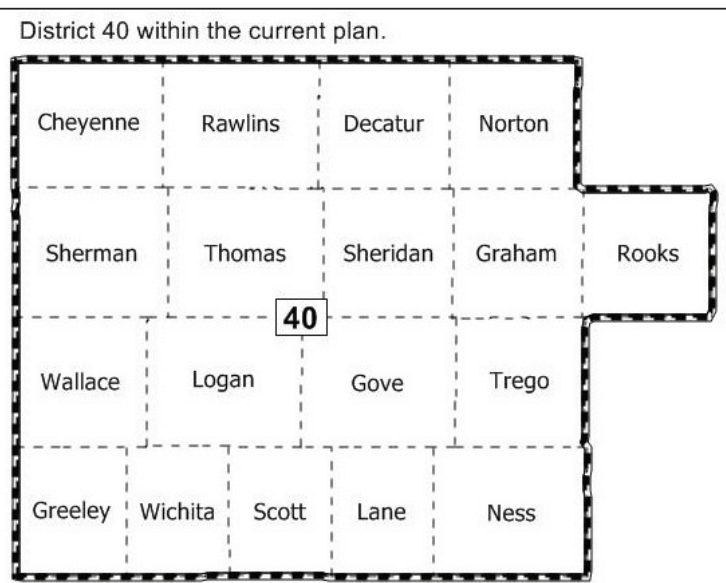 District 40 within the current plan.
Cheyenne Rawlins Decatur Norton
Sherman Thomas Sheridan Graham Rooks
40
Wallace Logan Gove Trego
Greeley Wichita Scott Lane Ness